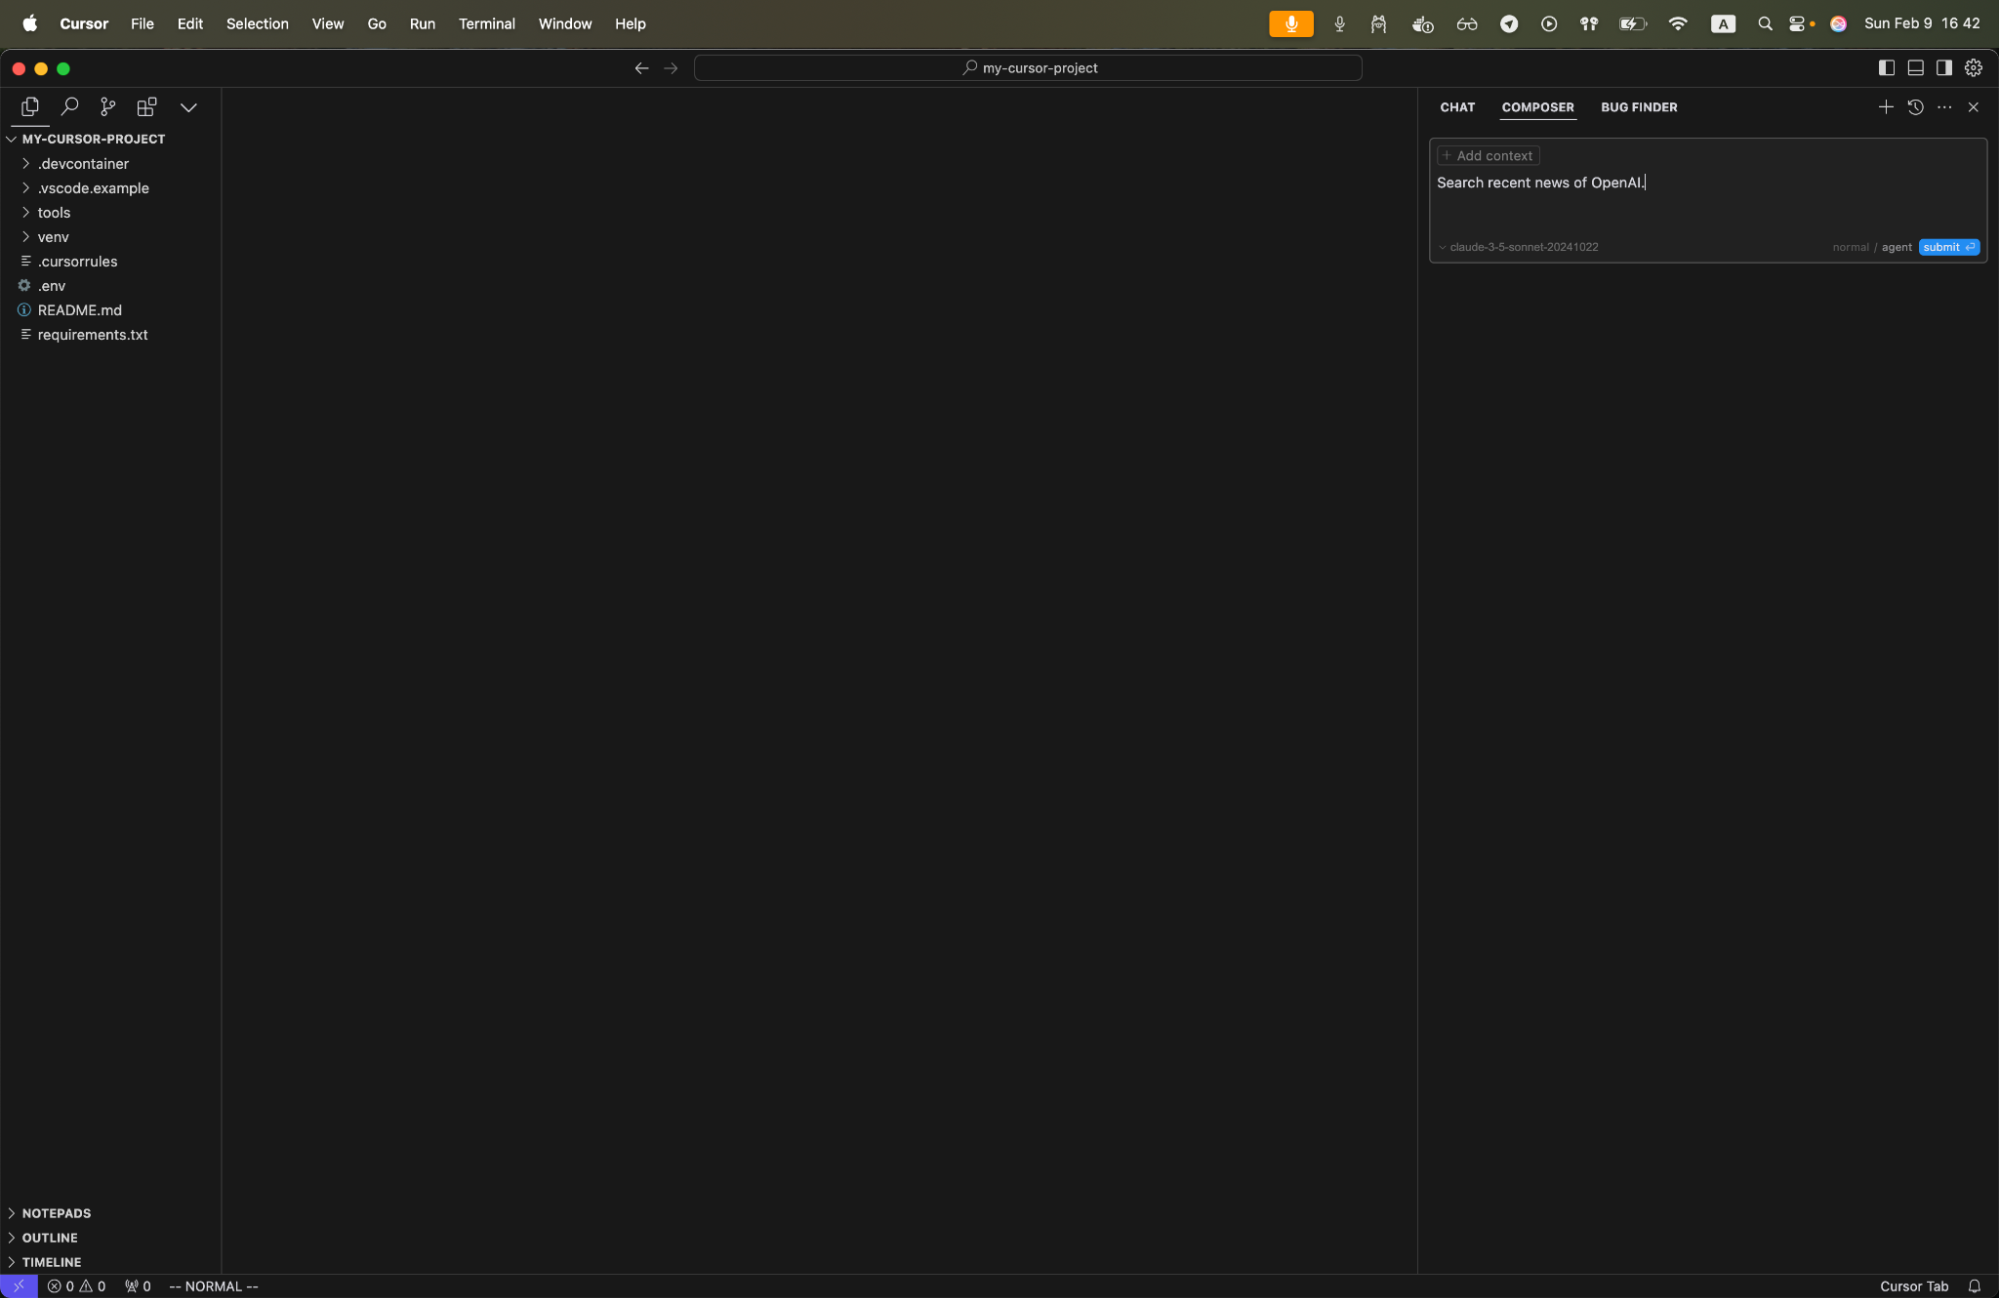 Cursor File Edit Selection View Go Run Terminal Window Help A Sun Feb 9 16 42
my-cursor-project
MY-CURSOR-PROJECT
.devcontainer
.vscode.example
tools
venv
.cursorrules
.env
README.md
requirements.txt
NOTEPADS
OUTLINE
TIMELINE
CHAT COMPOSER BUG FINDER
+ Add context
Search recent news of OpenAI.
claude-3-5-sonnet-20241022 normal / agent submit
0 0 0 -- NORMAL -- Cursor Tab